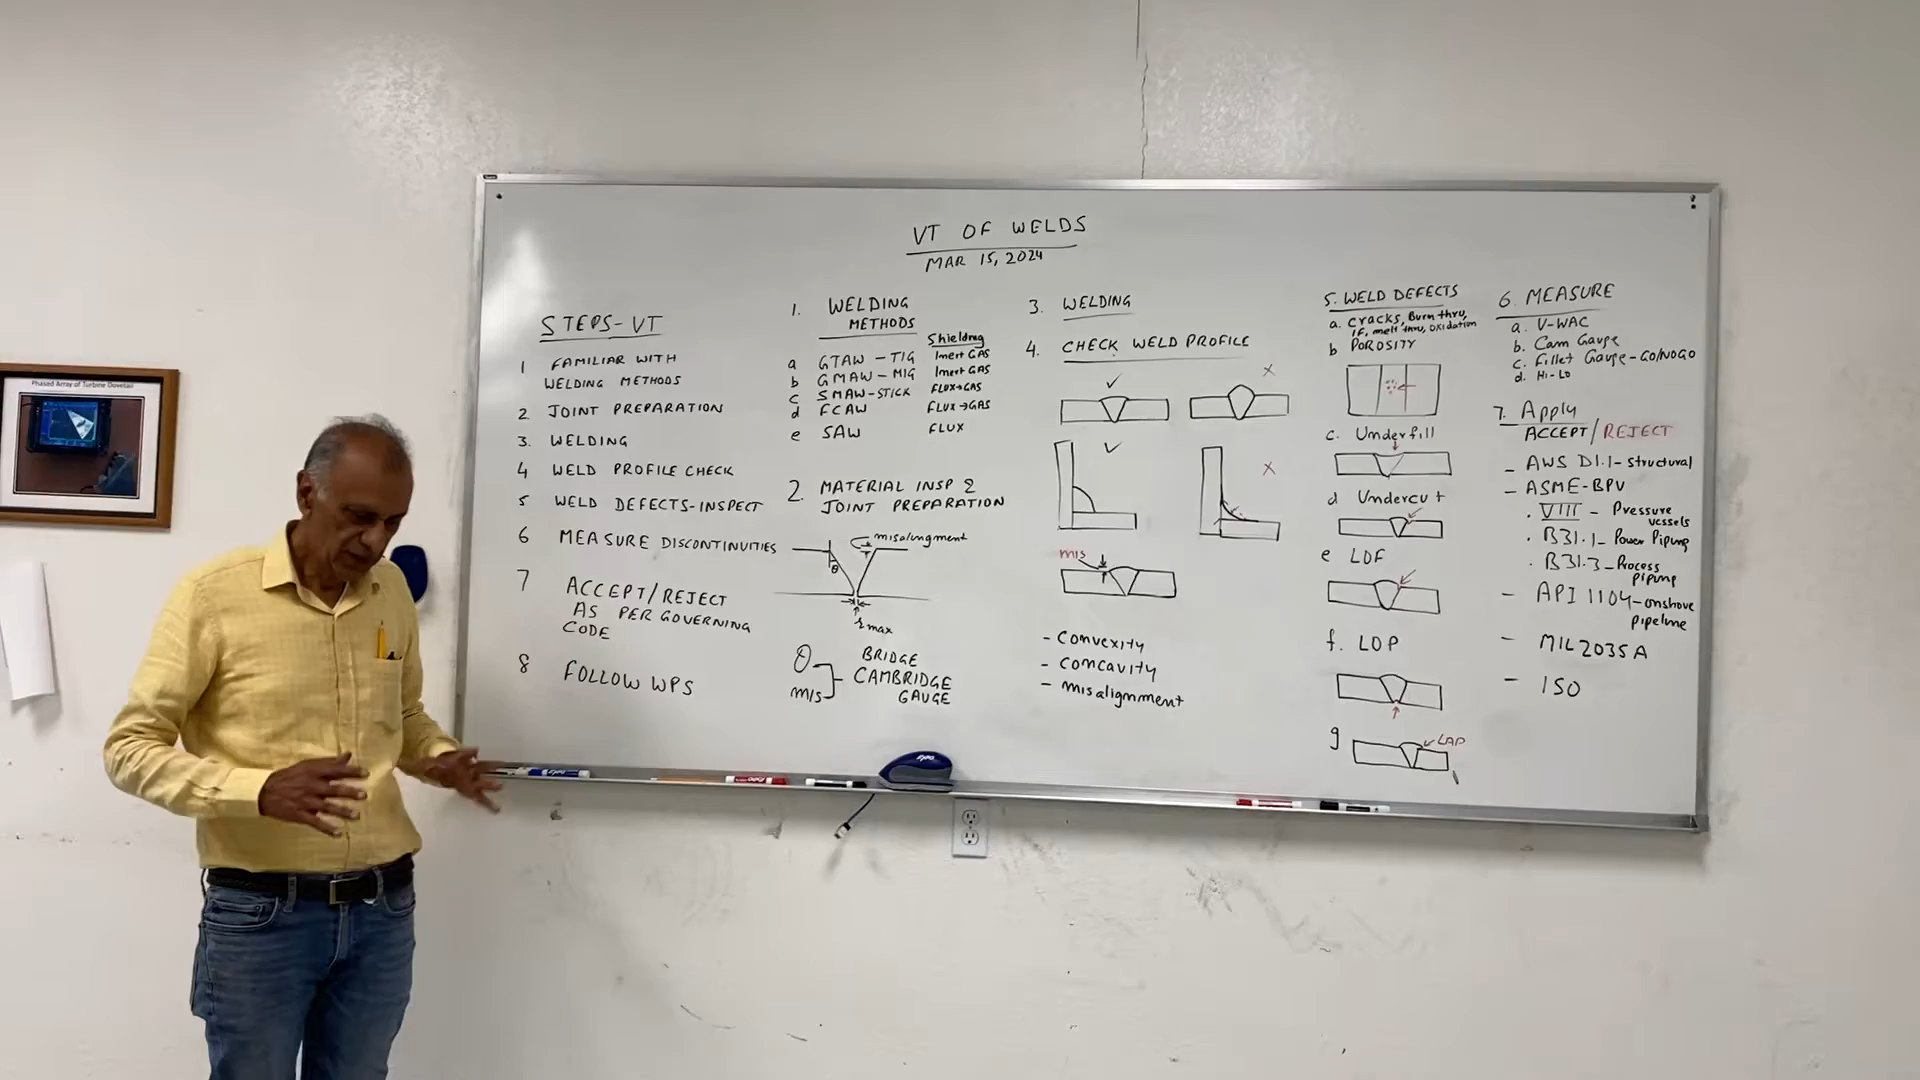 Phased Array of Turbine Dovetail
VT OF WELDS
MAR 15, 2024
STEPS-VT
1 FAMILIAR WITH
WELDING METHODS
2 JOINT PREPARATION
3. WELDING
4 WELD PROFILE CHECK
5 WELD DEFECTS-INSPECT
6 MEASURE DISCONTINUITIES
7 ACCEPT/REJECT
AS PER GOVERNING
CODE
8 FOLLOW WPS
1. WELDING
METHODS
Shielding
a GTAW - TIG Inert GAS
b GMAW - MIG Inert GAS
c SMAW-STICK FLUX→GAS
d FCAW FLUX→GAS
e SAW FLUX
2. MATERIAL INSP &
JOINT PREPARATION
misalignment
θ
max
θ
m/s
BRIDGE
CAMBRIDGE
GAUGE
3. WELDING
4. CHECK WELD PROFILE
✓ ×
✓ ×
mis
- Convexity
- Concavity
- misalignment
5. WELD DEFECTS
a. Cracks, Burn thru,
IF, melt thru, oxidation
b POROSITY
c. Underfill
d Undercut
e LOF
f. LOP
g LAP
6. MEASURE
a. V-WAC
b. Cam Gauge
c. Fillet Gauge-GO/NOGO
d. Hi-Lo
7. Apply
ACCEPT/REJECT
- AWS D1.1-structural
- ASME-BPV
. VIII - Pressure
vessels
. B31.1-Power Piping
. B31.3-Process
piping
- API 1104-onshore
pipeline
- MIL2035A
- ISO